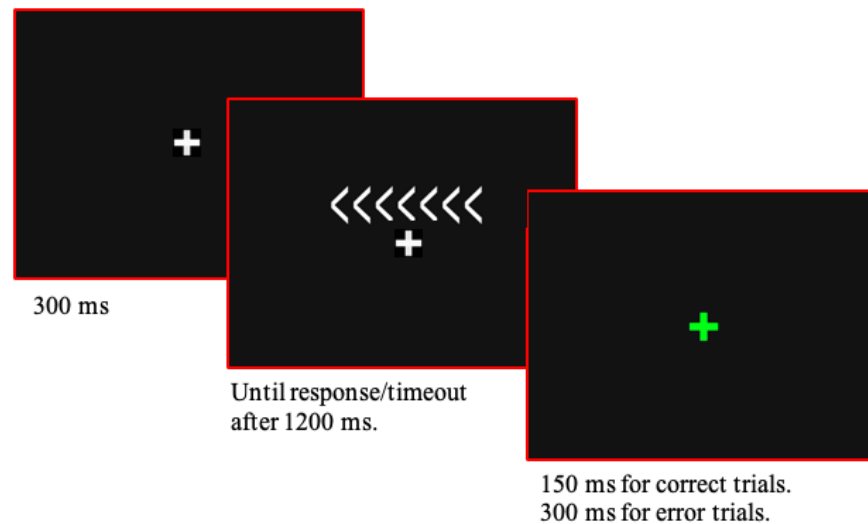 300 ms
<<<<<<<
Until response/timeout
after 1200 ms.
150 ms for correct trials.
300 ms for error trials.